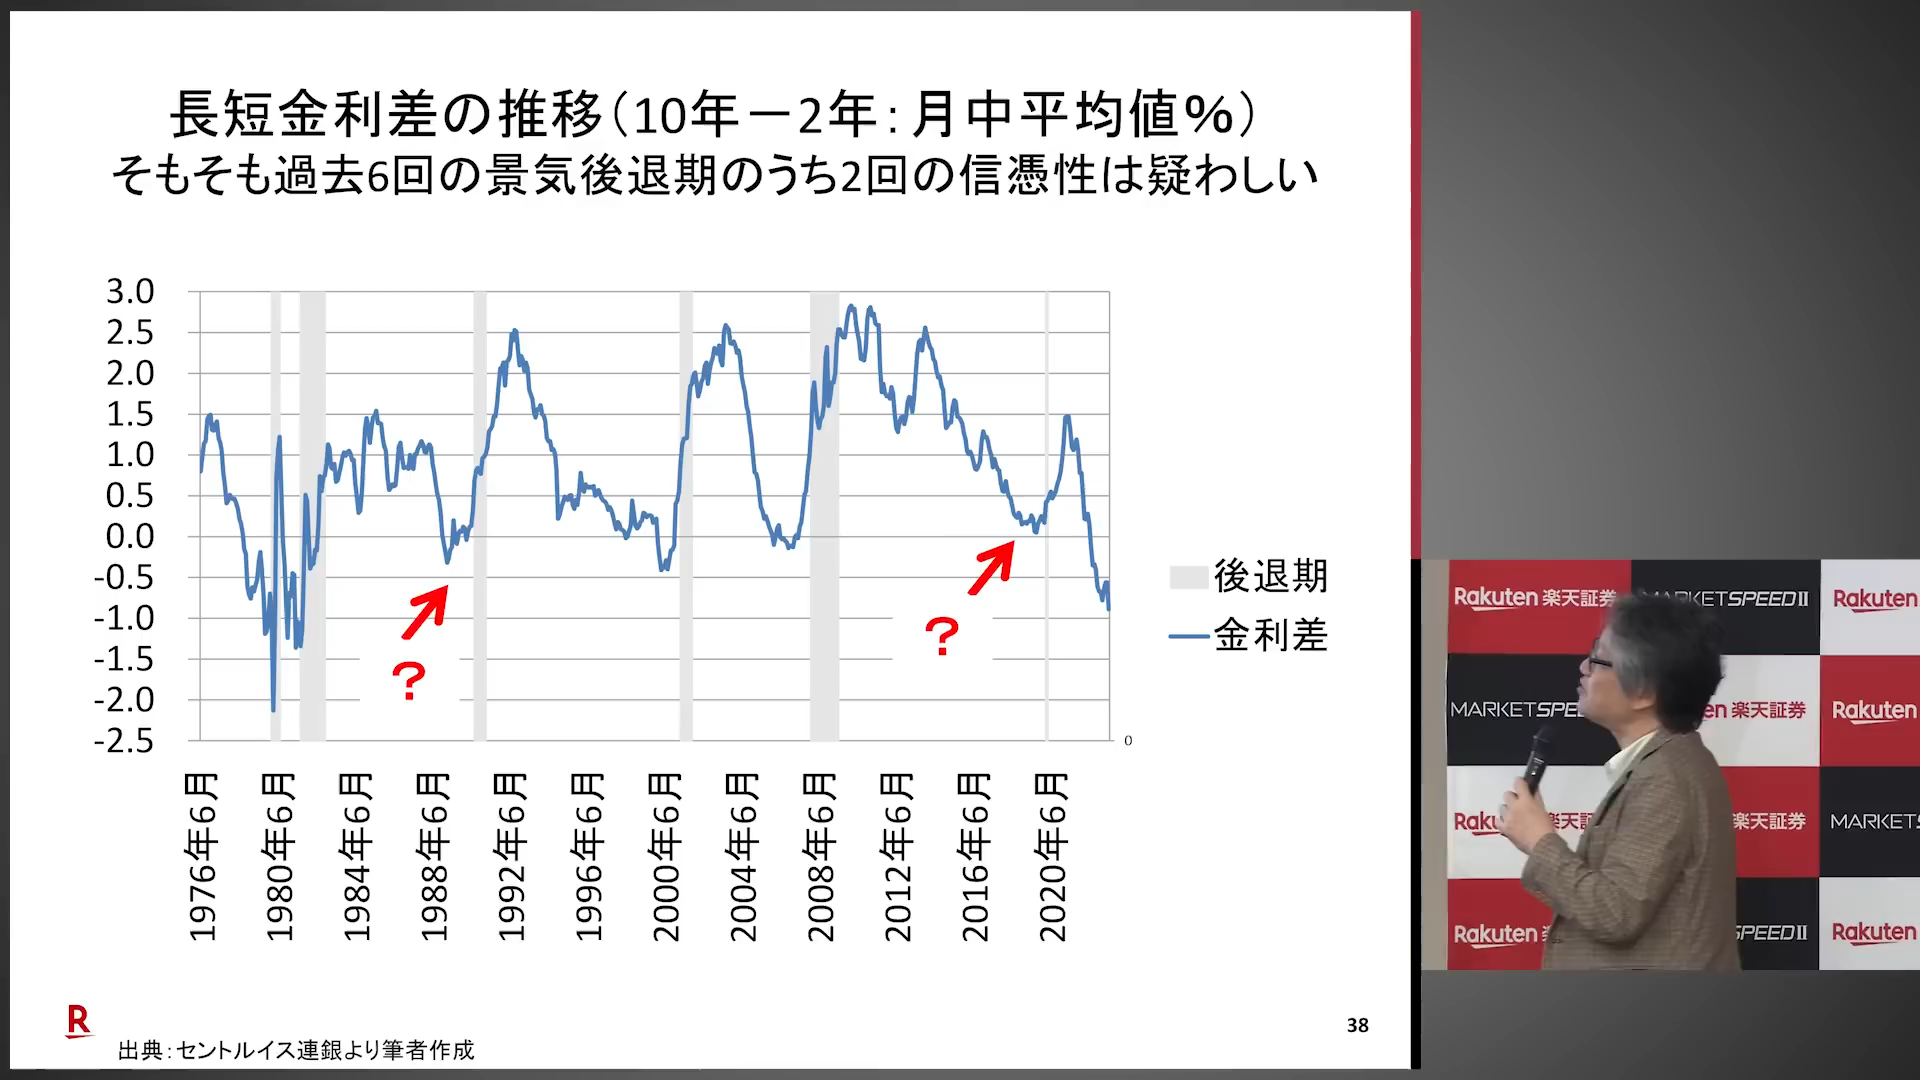 長短金利差の推移（10年－2年：月中平均値％）
そもそも過去6回の景気後退期のうち2回の信憑性は疑わしい
3.0
2.5
2.0
1.5
1.0
0.5
0.0
-0.5
-1.0
-1.5
-2.0
-2.5
0
?
?
1976年6月
1980年6月
1984年6月
1988年6月
1992年6月
1996年6月
2000年6月
2004年6月
2008年6月
2012年6月
2016年6月
2020年6月
後退期
金利差
R
出典：セントルイス連銀より筆者作成
38
Rakuten 楽天証券 MARKETSPEEDⅡ Rakuten
MARKETSPE en 楽天証券 Rakuten
Raku 楽天証券 MARKETS
Rakuten SPEEDⅡ Rakuten